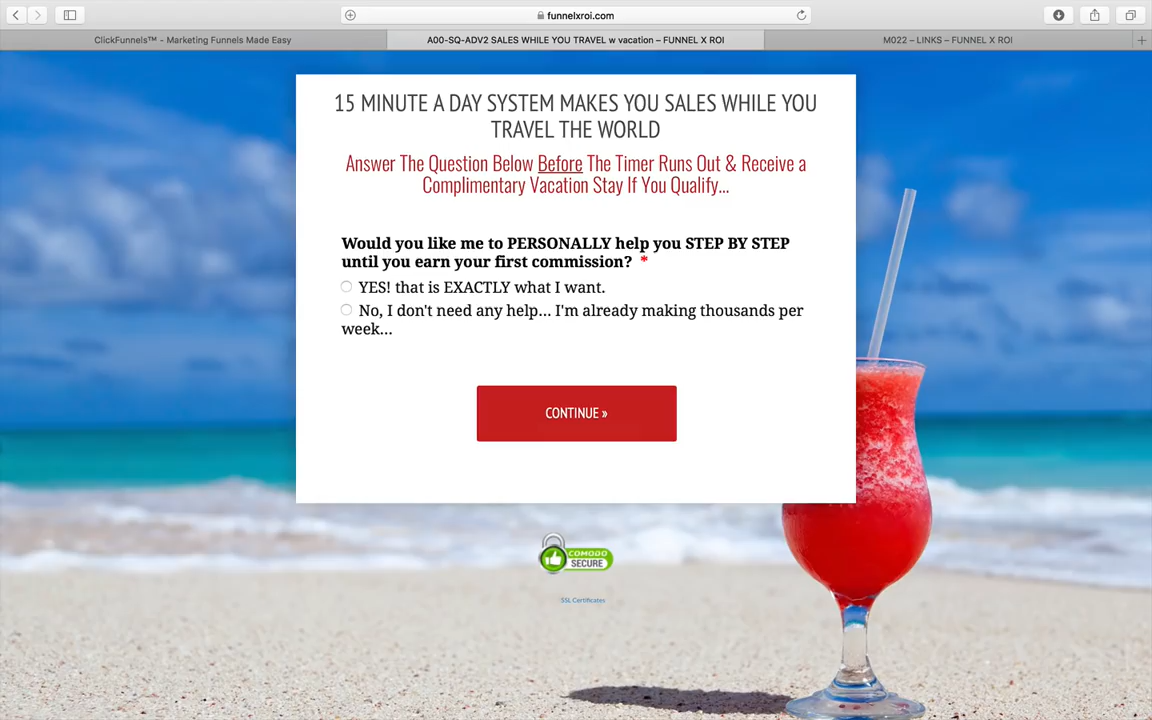 funnelxroi.com
ClickFunnels™ - Marketing Funnels Made Easy
A00-SQ-ADV2 SALES WHILE YOU TRAVEL w vacation – FUNNEL X ROI
M022 – LINKS – FUNNEL X ROI
15 MINUTE A DAY SYSTEM MAKES YOU SALES WHILE YOU
TRAVEL THE WORLD
Answer The Question Below Before The Timer Runs Out & Receive a
Complimentary Vacation Stay If You Qualify...
Would you like me to PERSONALLY help you STEP BY STEP
until you earn your first commission? *
YES! that is EXACTLY what I want.
No, I don't need any help... I'm already making thousands per
week...
CONTINUE »
COMODO
SECURE
SSL Certificates